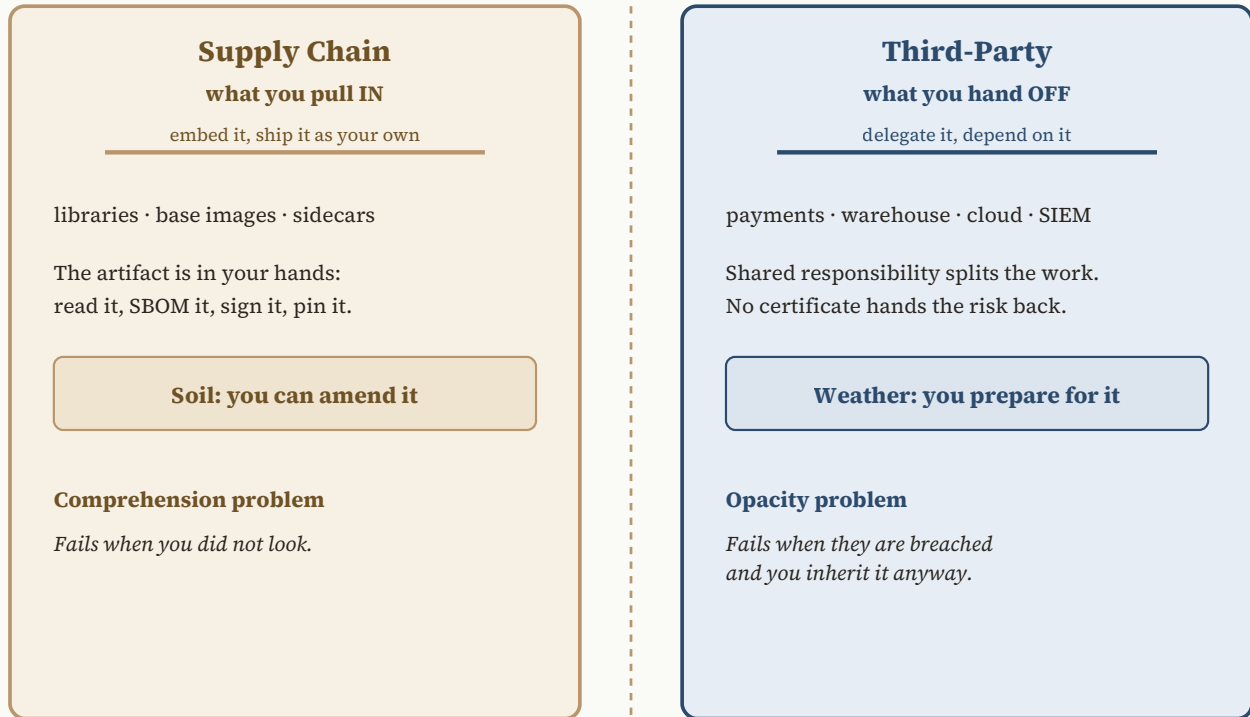 Supply Chain
what you pull IN
embed it, ship it as your own
libraries · base images · sidecars
The artifact is in your hands:
read it, SBOM it, sign it, pin it.
Soil: you can amend it
Comprehension problem
Fails when you did not look.
Third-Party
what you hand OFF
delegate it, depend on it
payments · warehouse · cloud · SIEM
Shared responsibility splits the work.
No certificate hands the risk back.
Weather: you prepare for it
Opacity problem
Fails when they are breached
and you inherit it anyway.